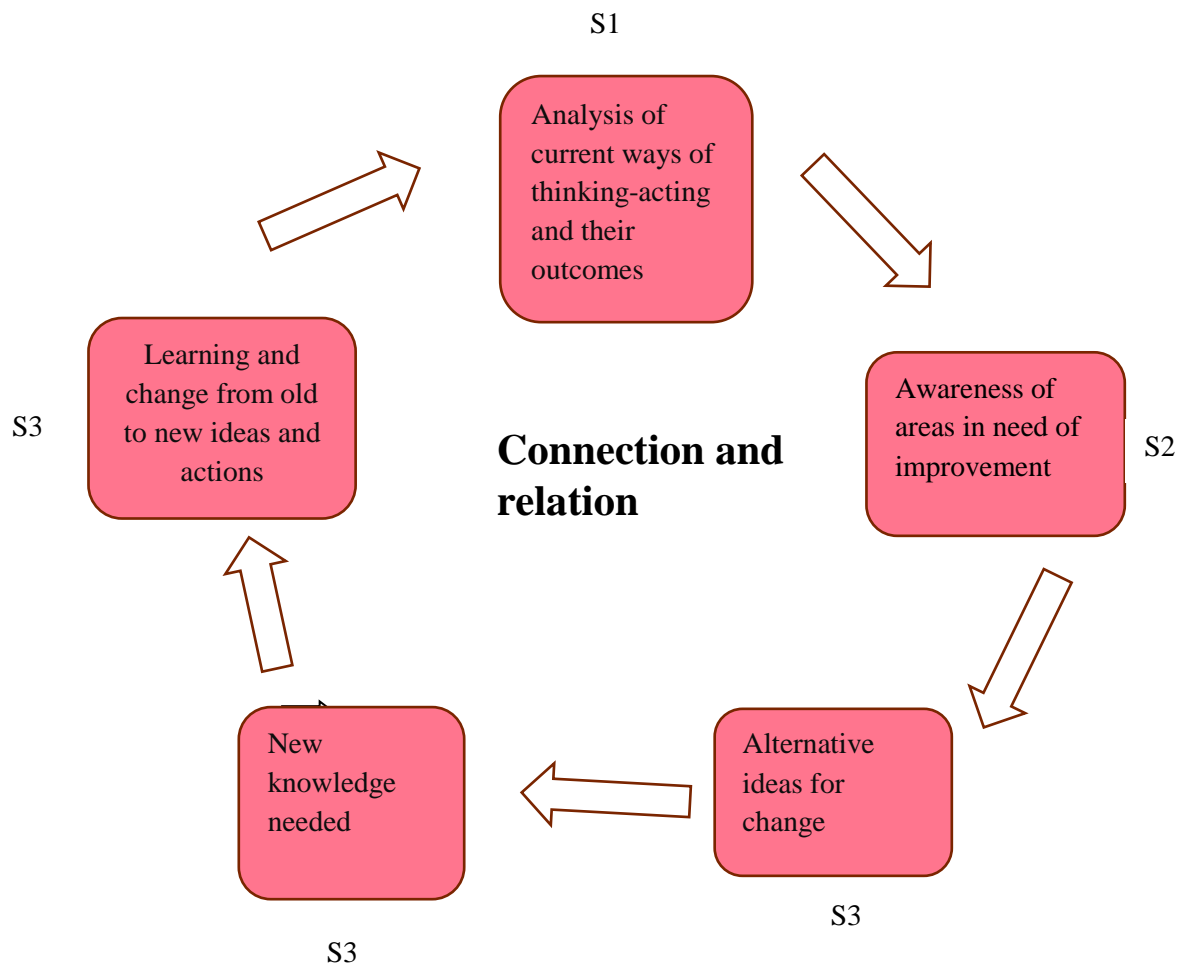 S1
Analysis of
current ways of
thinking-acting
and their
outcomes
Awareness of
areas in need of
improvement
S2
Alternative
ideas for
change
S3
New
knowledge
needed
S3
Learning and
change from old
to new ideas and
actions
S3
Connection and
relation